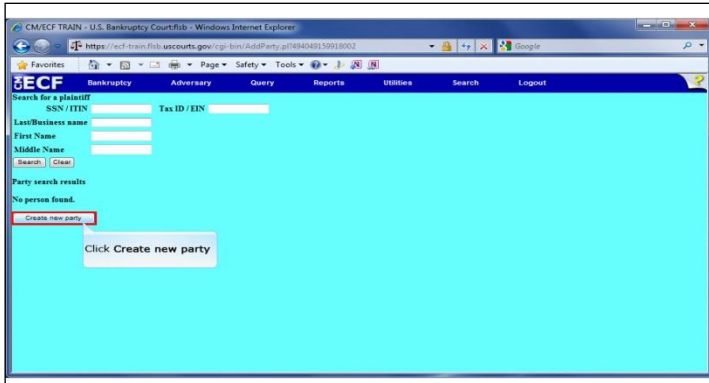 CM/ECF TRAIN - U.S. Bankruptcy Court:flsb - Windows Internet Explorer
https://ecf-train.flsb.uscourts.gov/cgi-bin/AddParty.pl?494049159918002 Google
Favorites Page Safety Tools
ECF Bankruptcy Adversary Query Reports Utilities Search Logout ?
Search for a plaintiff
SSN / ITIN Tax ID / EIN
Last/Business name
First Name
Middle Name
Search Clear
Party search results
No person found.
Create new party
Click Create new party